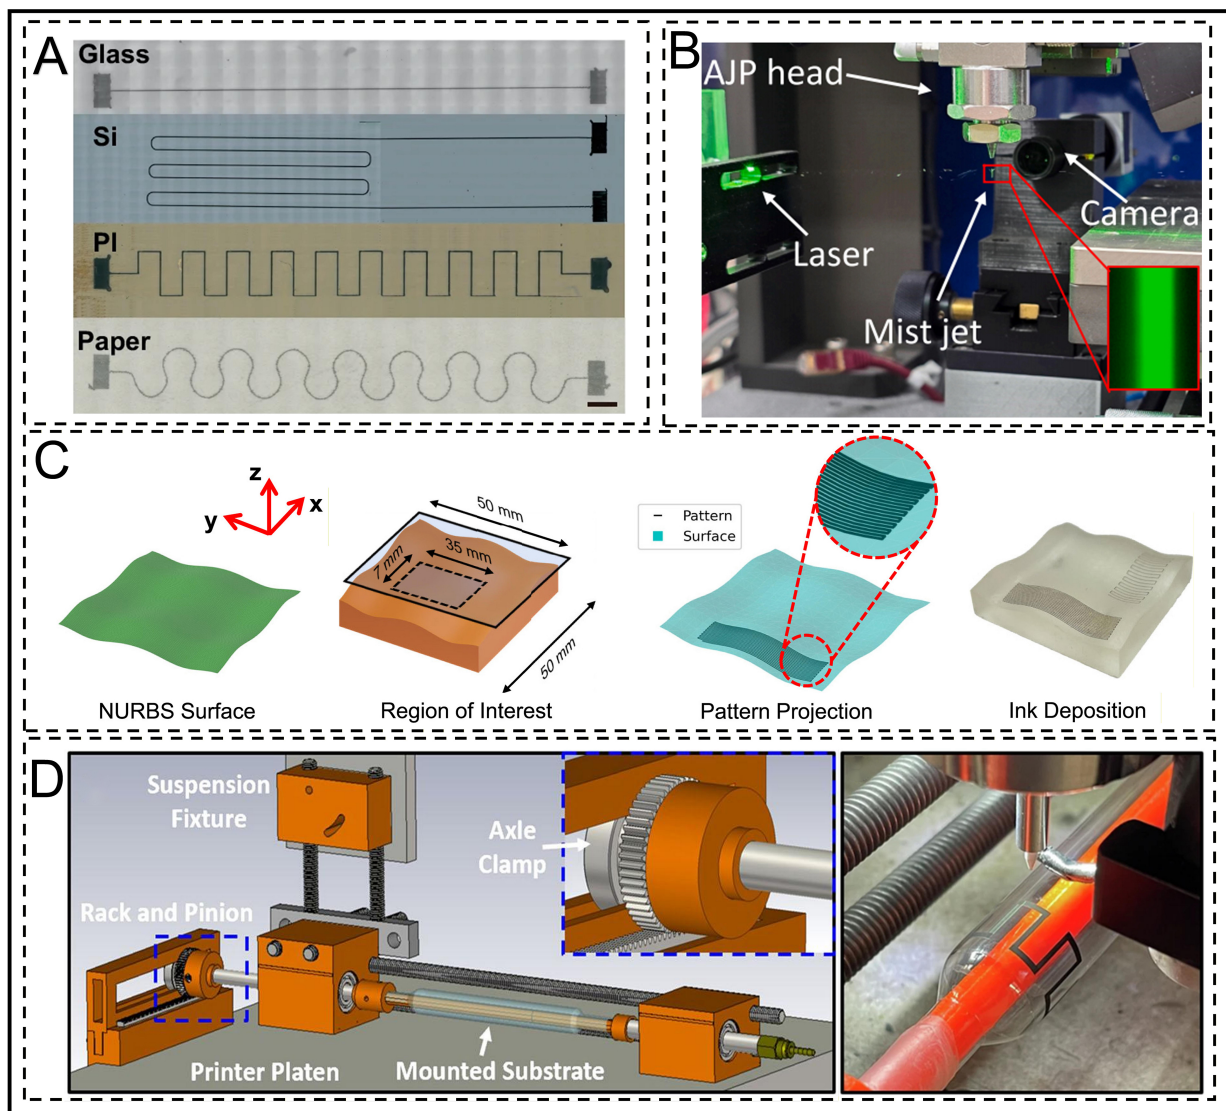 A
Glass
Si
PI
Paper
B
AJP head
Laser
Camera
Mist jet
C
z
y
x
50 mm
35 mm
7 mm
50 mm
Pattern
Surface
NURBS Surface
Region of Interest
Pattern Projection
Ink Deposition
D
Suspension
Fixture
Axle
Clamp
Rack and Pinion
Printer Platen
Mounted Substrate